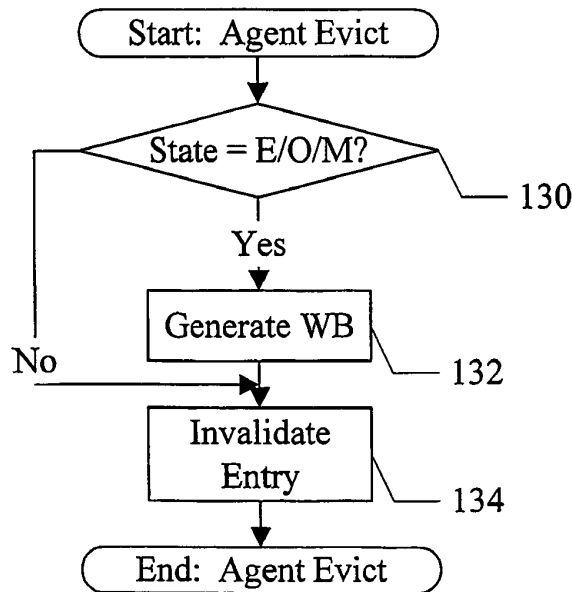 Start: Agent Evict
State = E/O/M?
130
Yes
Generate WB
132
No
Invalidate
Entry
134
End: Agent Evict